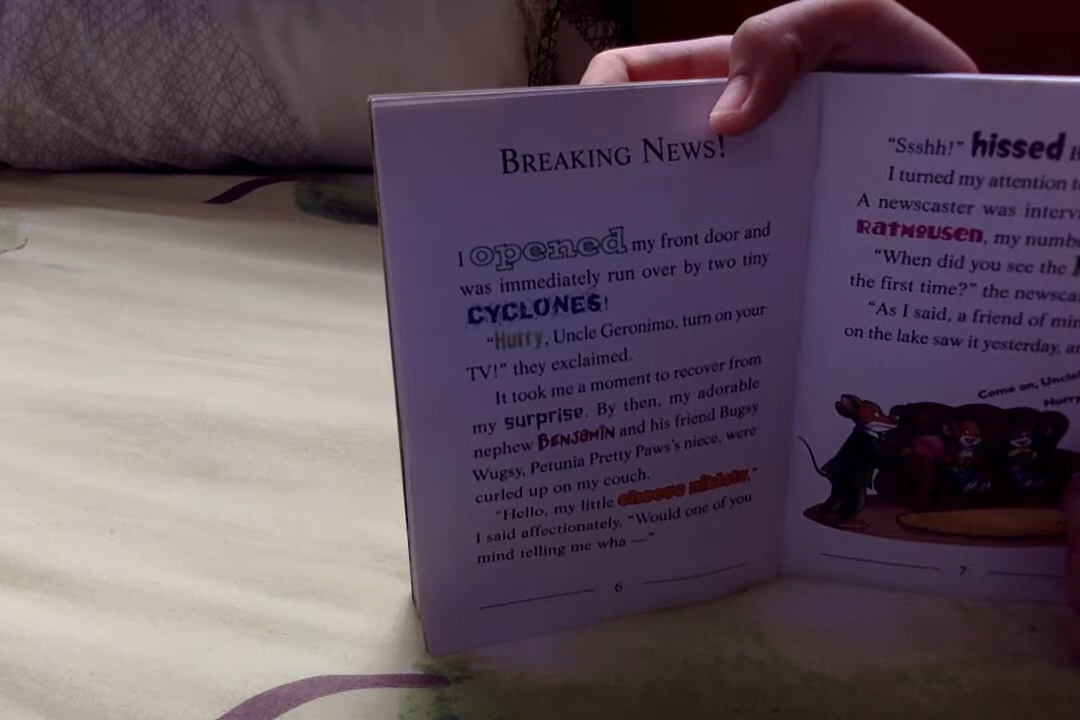 BREAKING NEWS!
I opened my front door and
was immediately run over by two tiny
CYCLONES!
"Hurry, Uncle Geronimo, turn on your
TV!" they exclaimed.
It took me a moment to recover from
my surprise. By then, my adorable
nephew BENJAMIN and his friend Bugsy
Wugsy, Petunia Pretty Paws's niece, were
curled up on my couch.
"Hello, my little cheese niblets,"
I said affectionately. "Would one of you
mind telling me wha —"
6
"Sssshh!" hissed B
I turned my attention t
A newscaster was interv
RATMOUSEN, my numb
"When did you see the
the first time?" the newsca
"As I said, a friend of min
on the lake saw it yesterday, a
Come on, Uncle
Hurry
7